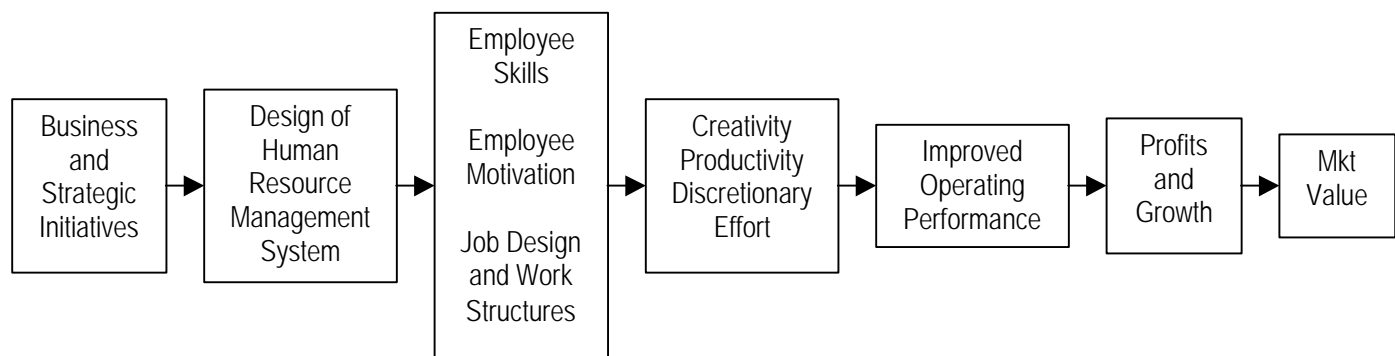 Business
and
Strategic
Initiatives
Design of
Human
Resource
Management
System
Employee
Skills
Employee
Motivation
Job Design
and Work
Structures
Creativity
Productivity
Discretionary
Effort
Improved
Operating
Performance
Profits
and
Growth
Mkt
Value